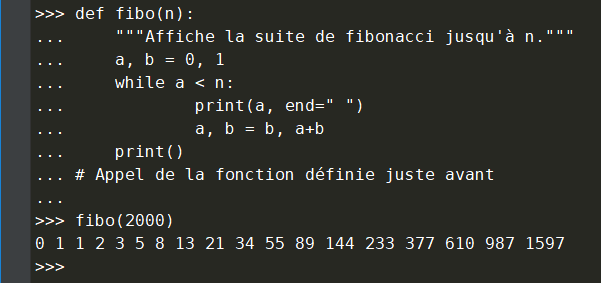 >>> def fibo(n):
...     """Affiche la suite de fibonacci jusqu'à n."""
...     a, b = 0, 1
...     while a < n:
...             print(a, end=" ")
...             a, b = b, a+b
...     print()
... # Appel de la fonction définie juste avant
...
>>> fibo(2000)
0 1 1 2 3 5 8 13 21 34 55 89 144 233 377 610 987 1597
>>>